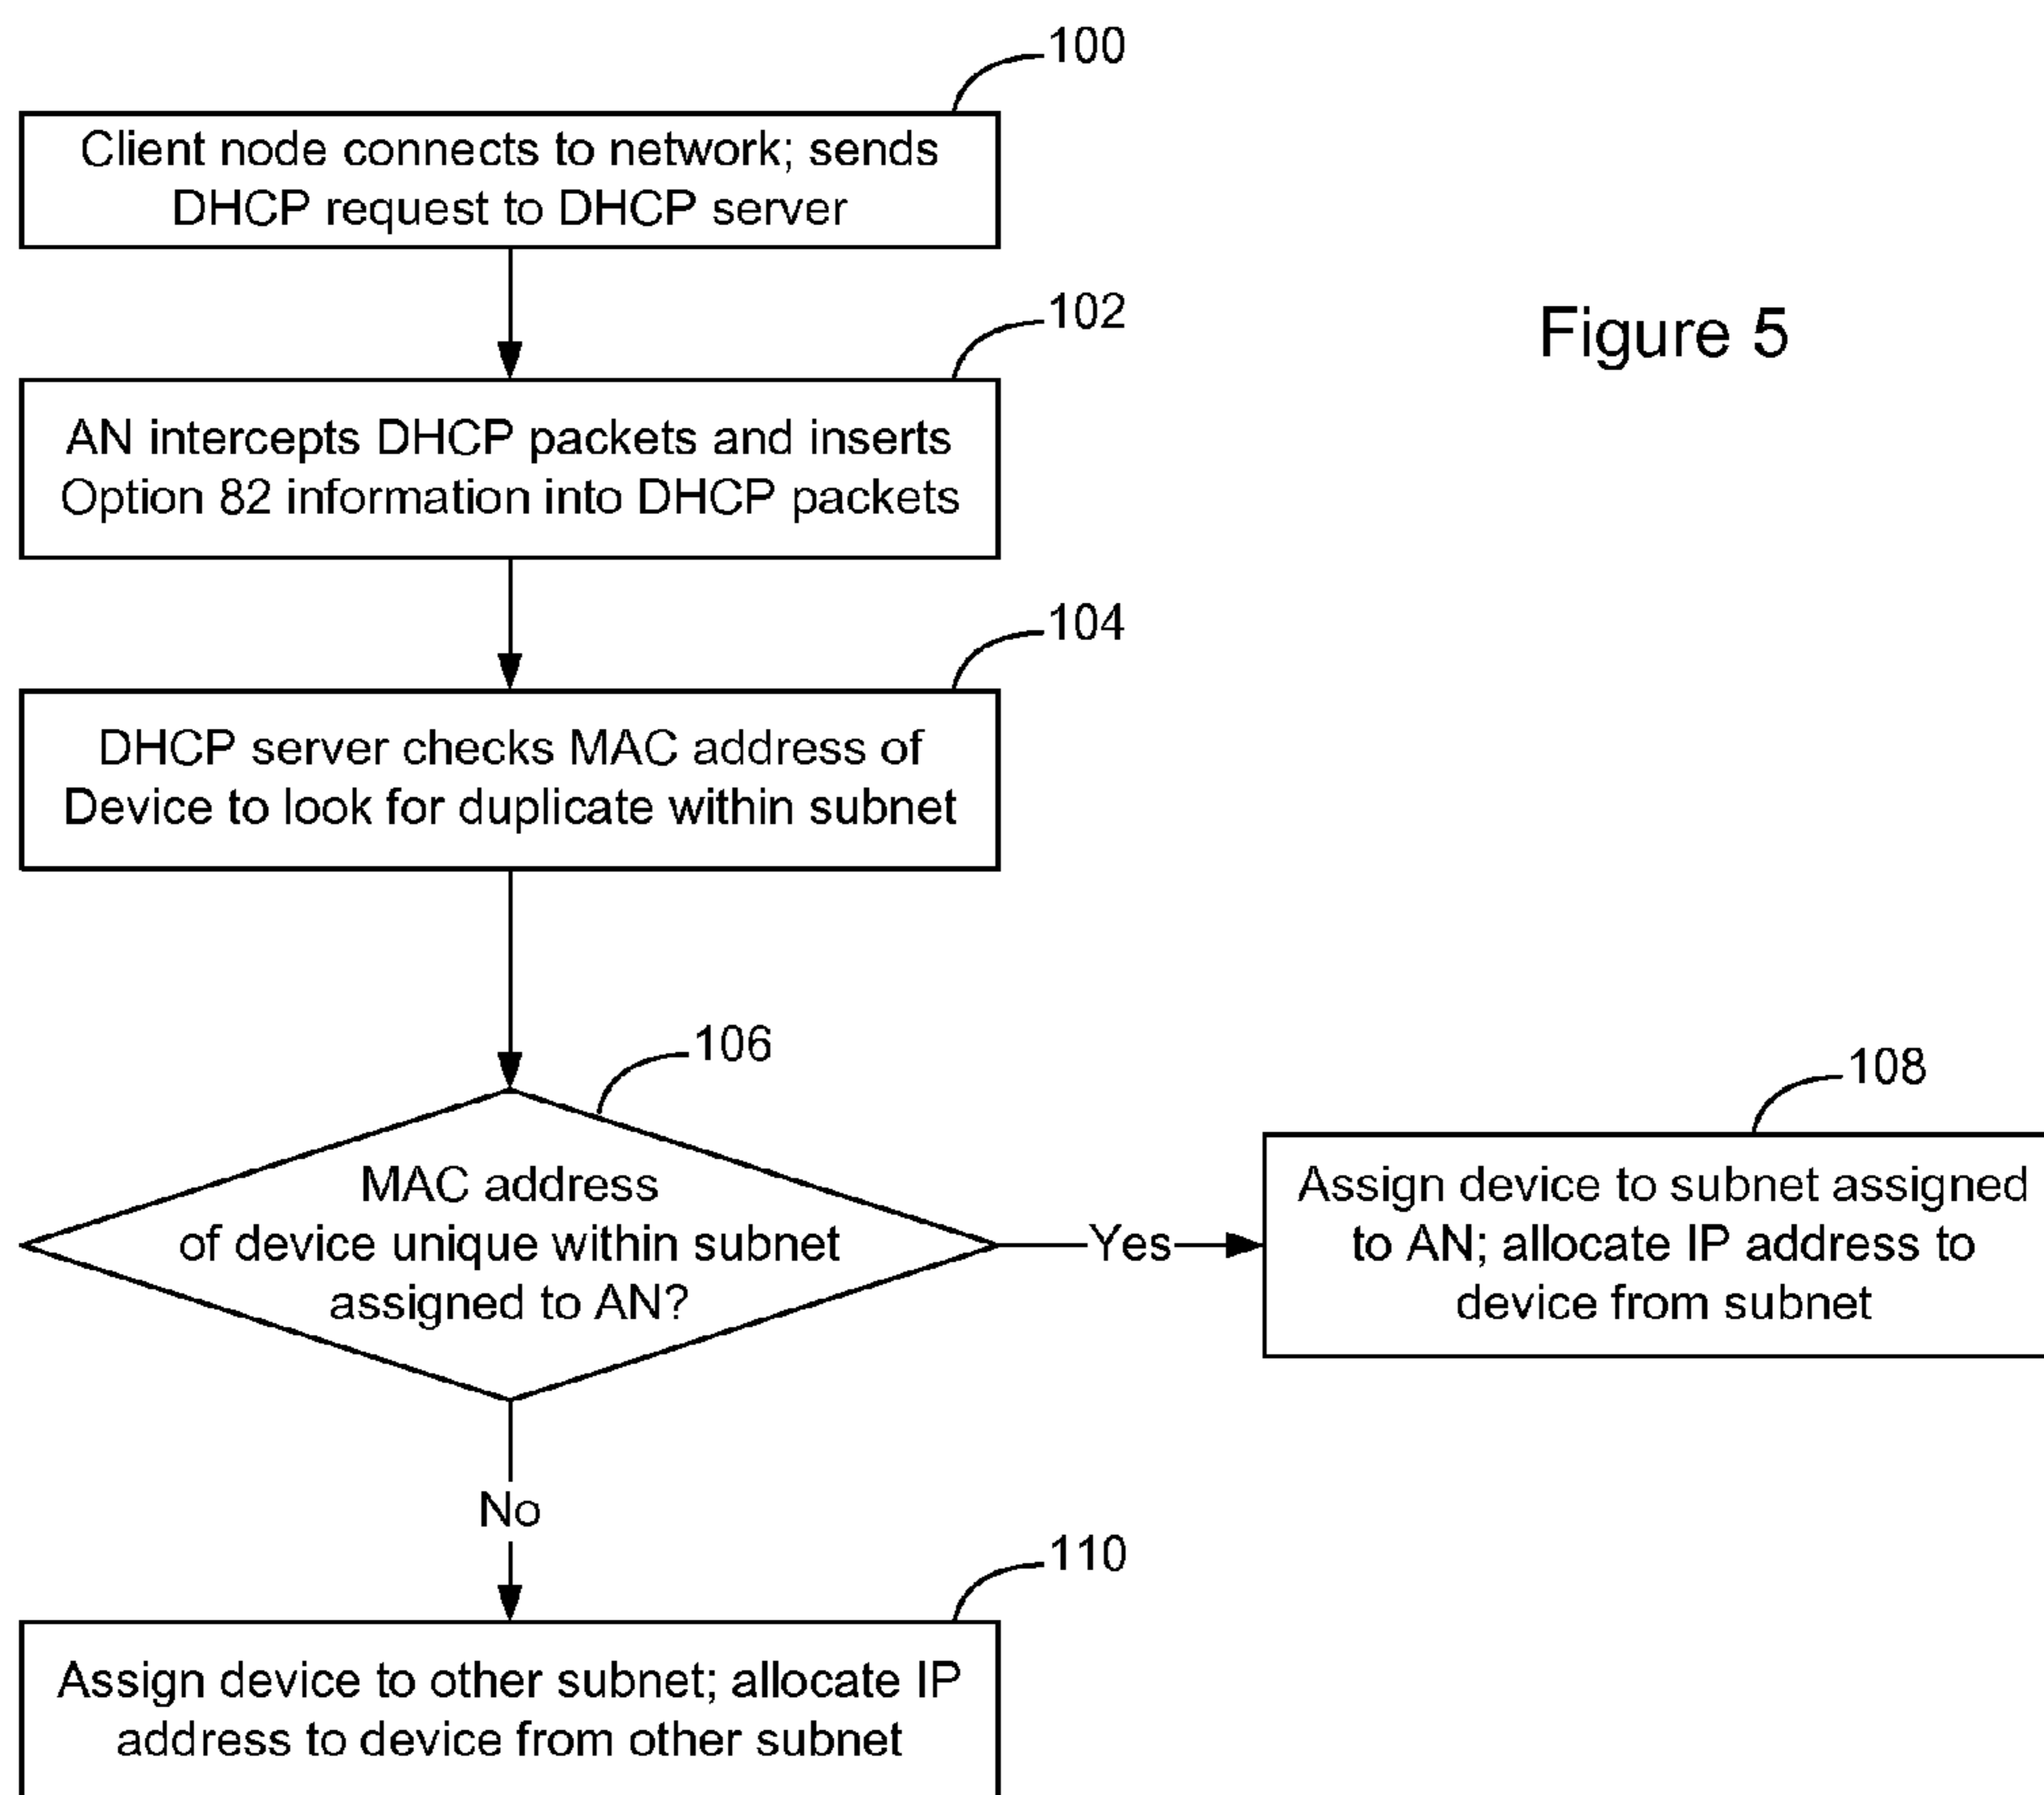 100
Client node connects to network; sends
DHCP request to DHCP server
102
Figure 5
AN intercepts DHCP packets and inserts
Option 82 information into DHCP packets
104
DHCP server checks MAC address of
Device to look for duplicate within subnet
106
MAC address
of device unique within subnet
assigned to AN?
Yes
108
Assign device to subnet assigned
to AN; allocate IP address to
device from subnet
No
110
Assign device to other subnet; allocate IP
address to device from other subnet